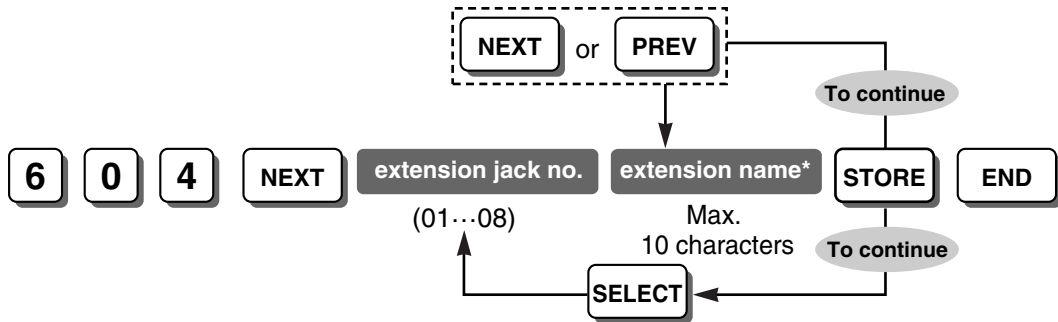 NEXT or PREV
To continue
6 0 4 NEXT extension jack no. extension name* STORE END
(01···08) Max.
10 characters To continue
SELECT